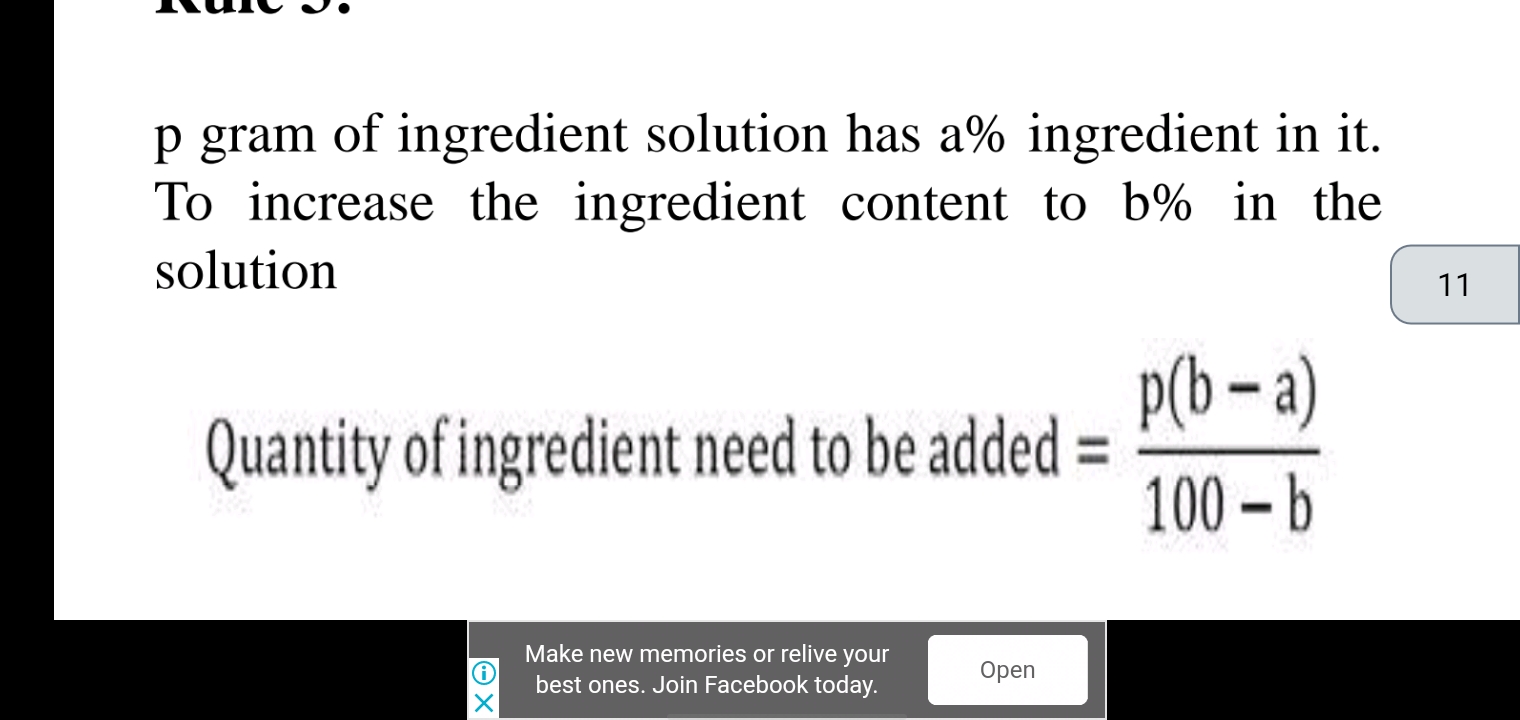 Rule 3:
p gram of ingredient solution has a% ingredient in it.
To increase the ingredient content to b% in the
solution
11
Quantity of ingredient need to be added = p(b – a)
100 – b
Make new memories or relive your
best ones. Join Facebook today.
Open